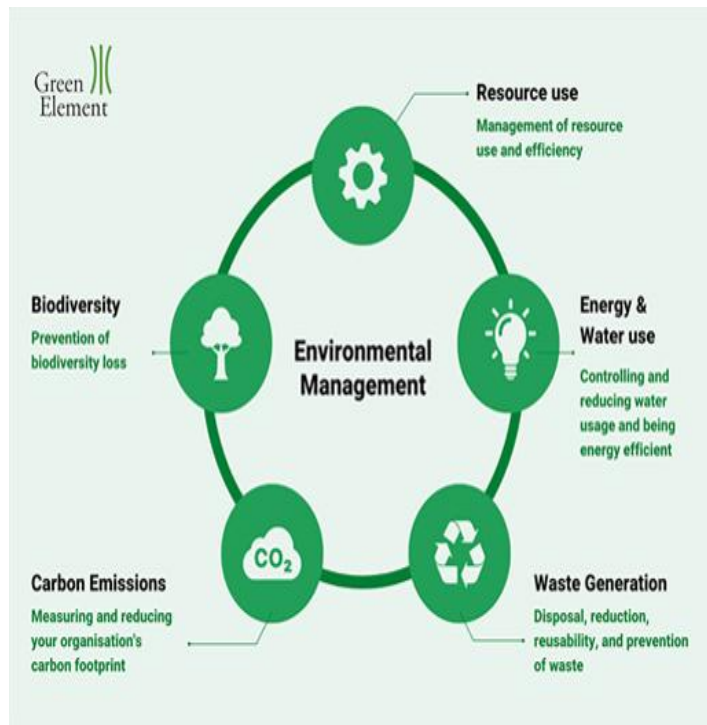 Green
Element
Resource use
Management of resource
use and efficiency
Energy &
Water use
Controlling and
reducing water
usage and being
energy efficient
Waste Generation
Disposal, reduction,
reusability, and prevention
of waste
Carbon Emissions
Measuring and reducing
your organisation's
carbon footprint
CO₂
Biodiversity
Prevention of
biodiversity loss
Environmental
Management